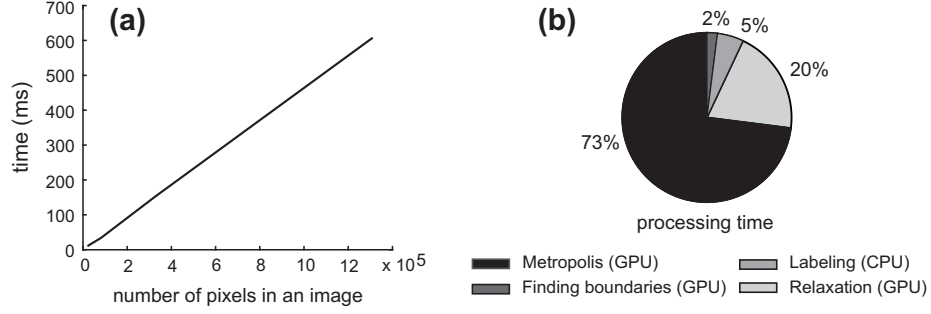 (a)
700
600
500
400
300
200
100
0
time (ms)
0 2 4 6 8 10 12 x 10^5
number of pixels in an image
(b)
2%
5%
20%
73%
processing time
Metropolis (GPU)
Labeling (CPU)
Finding boundaries (GPU)
Relaxation (GPU)